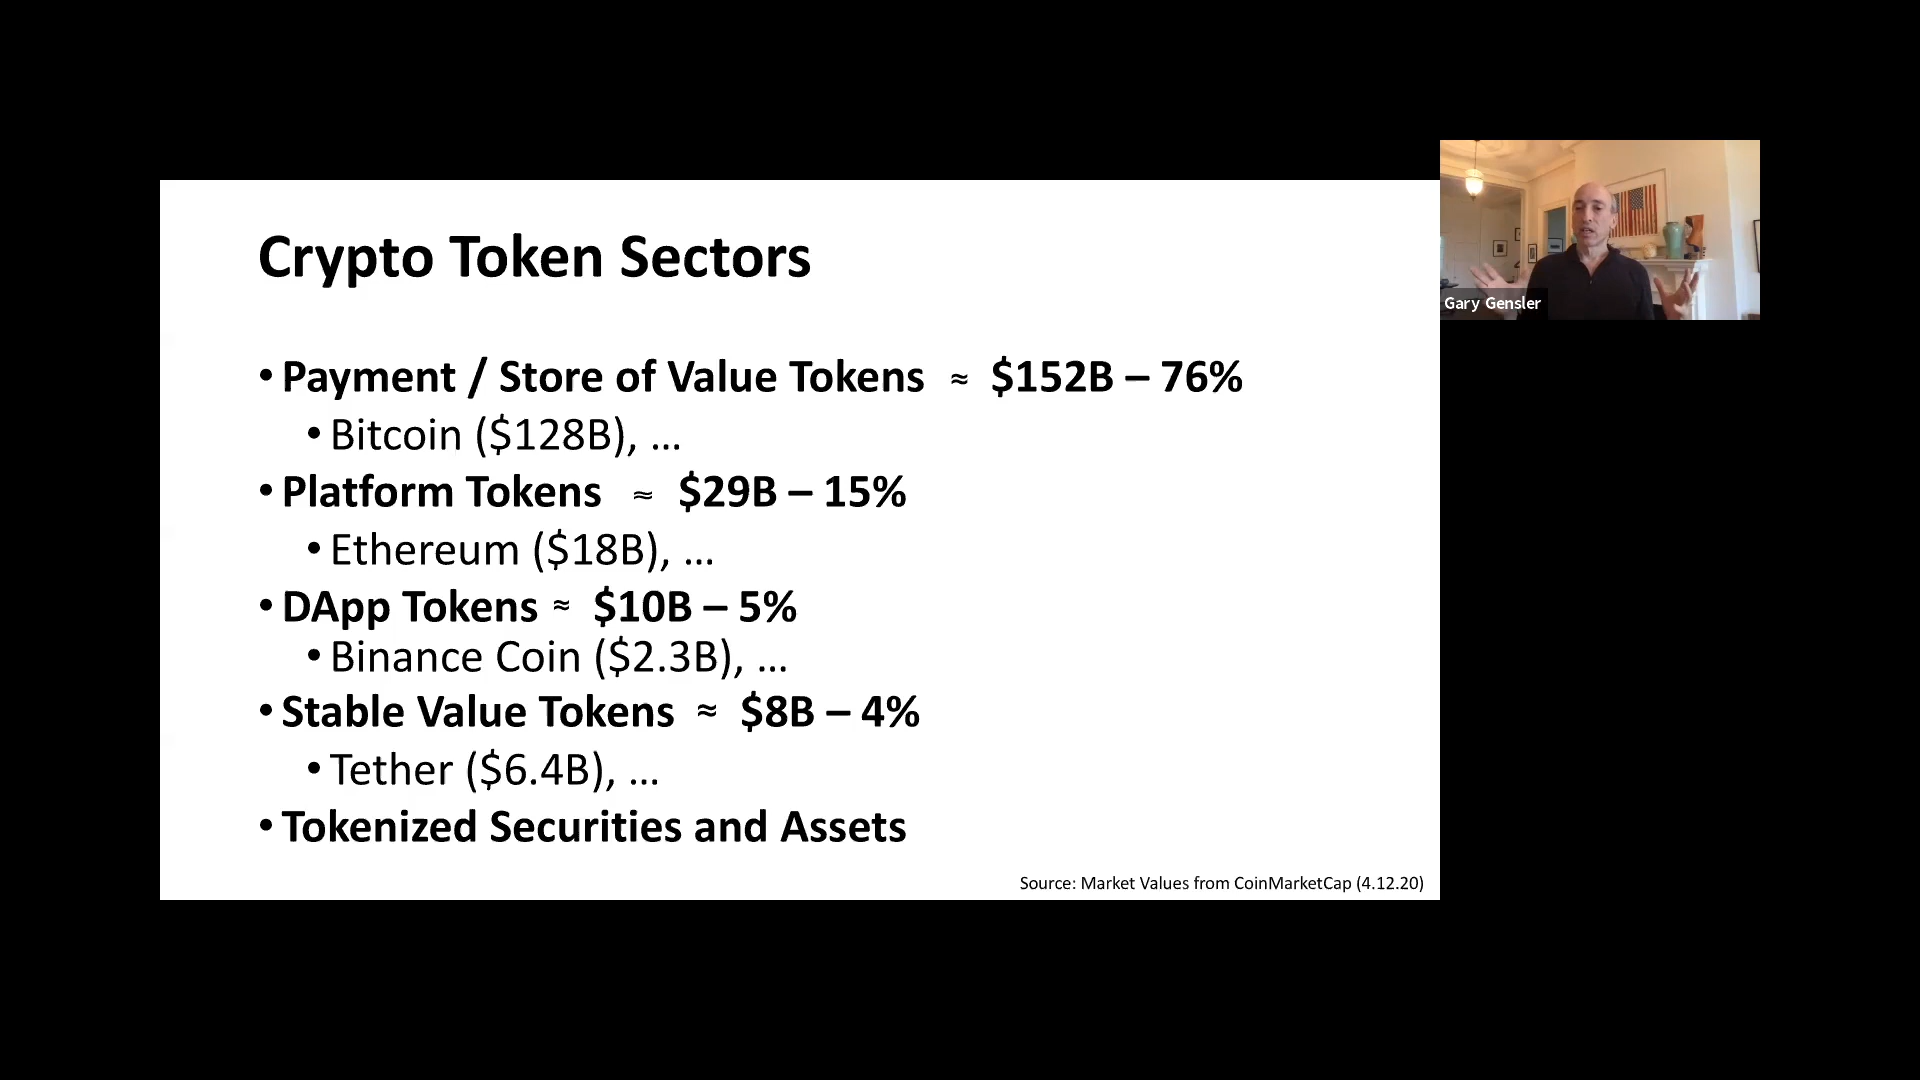 Crypto Token Sectors
• Payment / Store of Value Tokens ≈ $152B – 76%
• Bitcoin ($128B), ...
• Platform Tokens ≈ $29B – 15%
• Ethereum ($18B), ...
• DApp Tokens ≈ $10B – 5%
• Binance Coin ($2.3B), ...
• Stable Value Tokens ≈ $8B – 4%
• Tether ($6.4B), ...
• Tokenized Securities and Assets
Source: Market Values from CoinMarketCap (4.12.20)
Gary Gensler